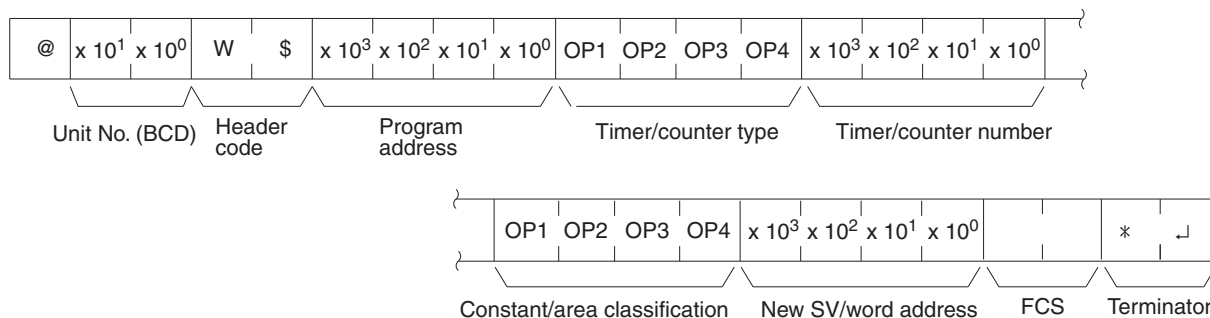 @ x 10¹ x 10⁰ W $ x 10³ x 10² x 10¹ x 10⁰ OP1 OP2 OP3 OP4 x 10³ x 10² x 10¹ x 10⁰
Unit No. (BCD) Header code Program address Timer/counter type Timer/counter number
OP1 OP2 OP3 OP4 x 10³ x 10² x 10¹ x 10⁰ * ↵
Constant/area classification New SV/word address FCS Terminator